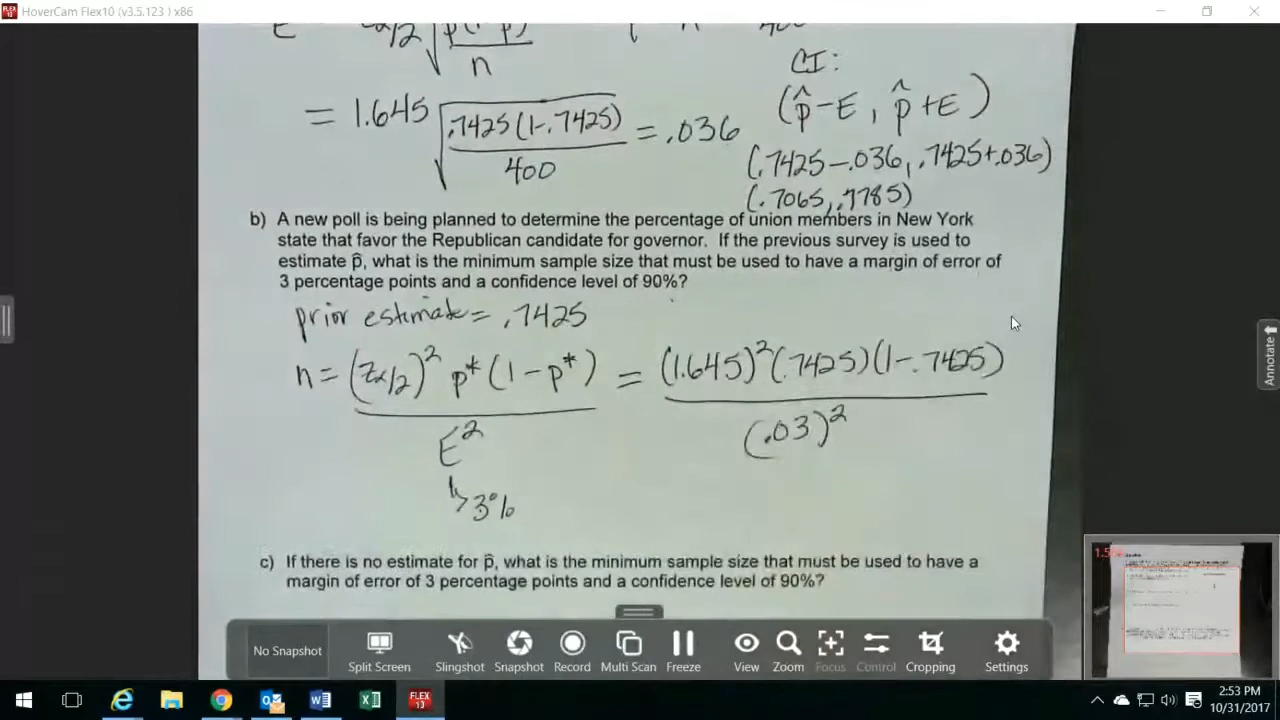 HoverCam Flex10 (v3.5.123) x86
n
CI:
(p̂-E, p̂+E)
= 1.645 √(.7425(1-.7425)/400) = .036
(.7425-.036, .7425+.036)
(.7065, .7785)
b) A new poll is being planned to determine the percentage of union members in New York
state that favor the Republican candidate for governor. If the previous survey is used to
estimate p̂, what is the minimum sample size that must be used to have a margin of error of
3 percentage points and a confidence level of 90%?
prior estimate = .7425
n = (zα/2)² p*(1-p*) = (1.645)²(.7425)(1-.7425)
E² (.03)²
↳ 3%
c) If there is no estimate for p̂, what is the minimum sample size that must be used to have a
margin of error of 3 percentage points and a confidence level of 90%?
Annotate
No Snapshot
Split Screen
Slingshot
Snapshot
Record
Multi Scan
Freeze
View
Zoom
Focus
Control
Cropping
Settings
FLEX
2:53 PM
10/31/2017